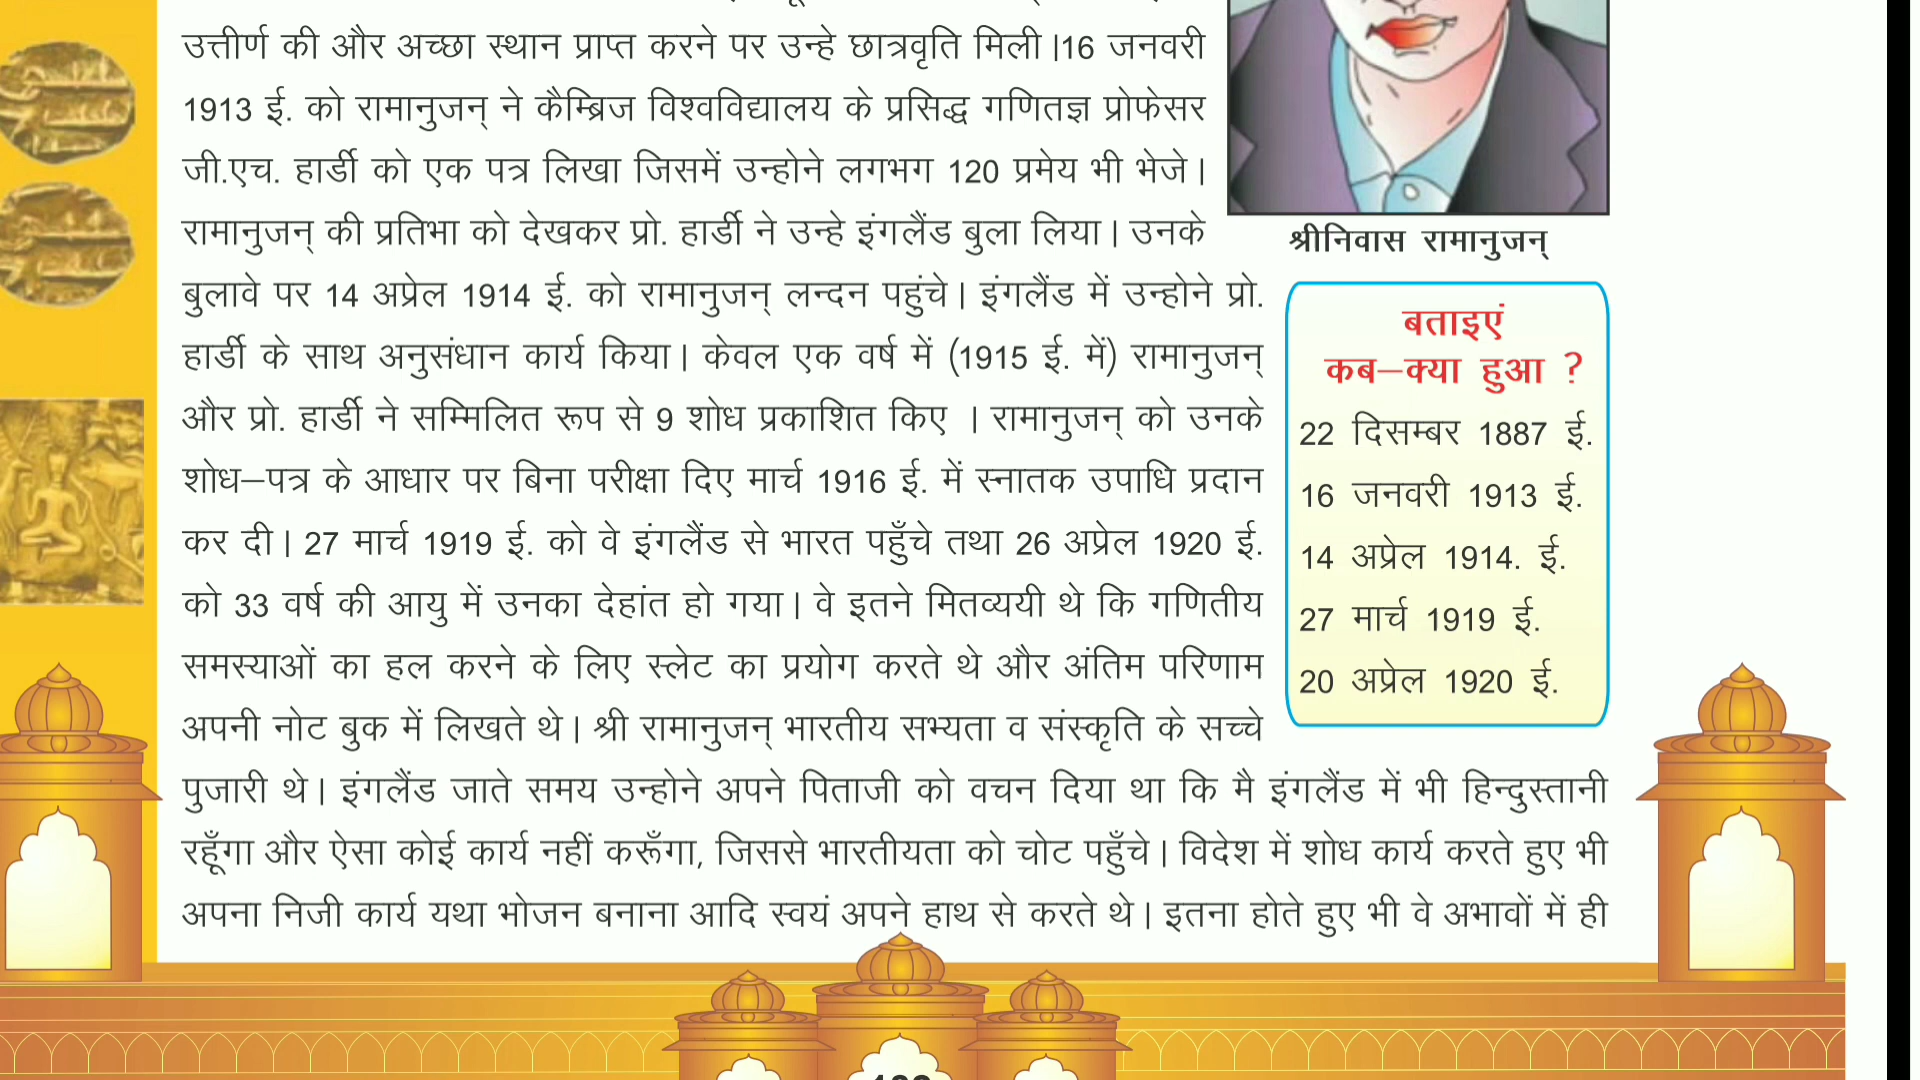 उत्तीर्ण की और अच्छा स्थान प्राप्त करने पर उन्हे छात्रवृति मिली।16 जनवरी
1913 ई. को रामानुजन् ने कैम्ब्रिज विश्वविद्यालय के प्रसिद्ध गणितज्ञ प्रोफेसर
जी.एच. हार्डी को एक पत्र लिखा जिसमें उन्होने लगभग 120 प्रमेय भी भेजे।
रामानुजन् की प्रतिभा को देखकर प्रो. हार्डी ने उन्हे इंगलैंड बुला लिया। उनके
बुलावे पर 14 अप्रेल 1914 ई. को रामानुजन् लन्दन पहुंचे। इंगलैंड में उन्होने प्रो.
हार्डी के साथ अनुसंधान कार्य किया। केवल एक वर्ष में (1915 ई. में) रामानुजन्
और प्रो. हार्डी ने सम्मिलित रूप से 9 शोध प्रकाशित किए । रामानुजन् को उनके
शोध–पत्र के आधार पर बिना परीक्षा दिए मार्च 1916 ई. में स्नातक उपाधि प्रदान
कर दी। 27 मार्च 1919 ई. को वे इंगलैंड से भारत पहुँचे तथा 26 अप्रेल 1920 ई.
को 33 वर्ष की आयु में उनका देहांत हो गया। वे इतने मितव्ययी थे कि गणितीय
समस्याओं का हल करने के लिए स्लेट का प्रयोग करते थे और अंतिम परिणाम
अपनी नोट बुक में लिखते थे। श्री रामानुजन् भारतीय सभ्यता व संस्कृति के सच्चे
पुजारी थे। इंगलैंड जाते समय उन्होने अपने पिताजी को वचन दिया था कि मै इंगलैंड में भी हिन्दुस्तानी
रहूँगा और ऐसा कोई कार्य नहीं करूँगा, जिससे भारतीयता को चोट पहुँचे। विदेश में शोध कार्य करते हुए भी
अपना निजी कार्य यथा भोजन बनाना आदि स्वयं अपने हाथ से करते थे। इतना होते हुए भी वे अभावों में ही
श्रीनिवास रामानुजन्
बताइएं
कब–क्या हुआ ?
22 दिसम्बर 1887 ई.
16 जनवरी 1913 ई.
14 अप्रेल 1914. ई.
27 मार्च 1919 ई.
20 अप्रेल 1920 ई.